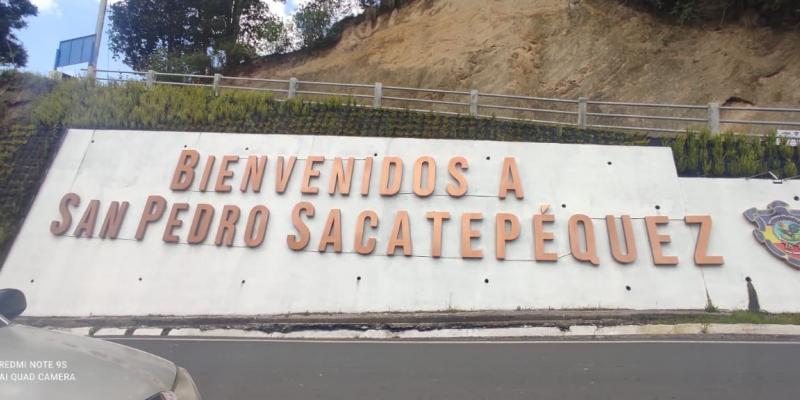 BIENVENIDOS A
SAN PEDRO SACATEPÉQUEZ
REDMI NOTE 9S
AI QUAD CAMERA